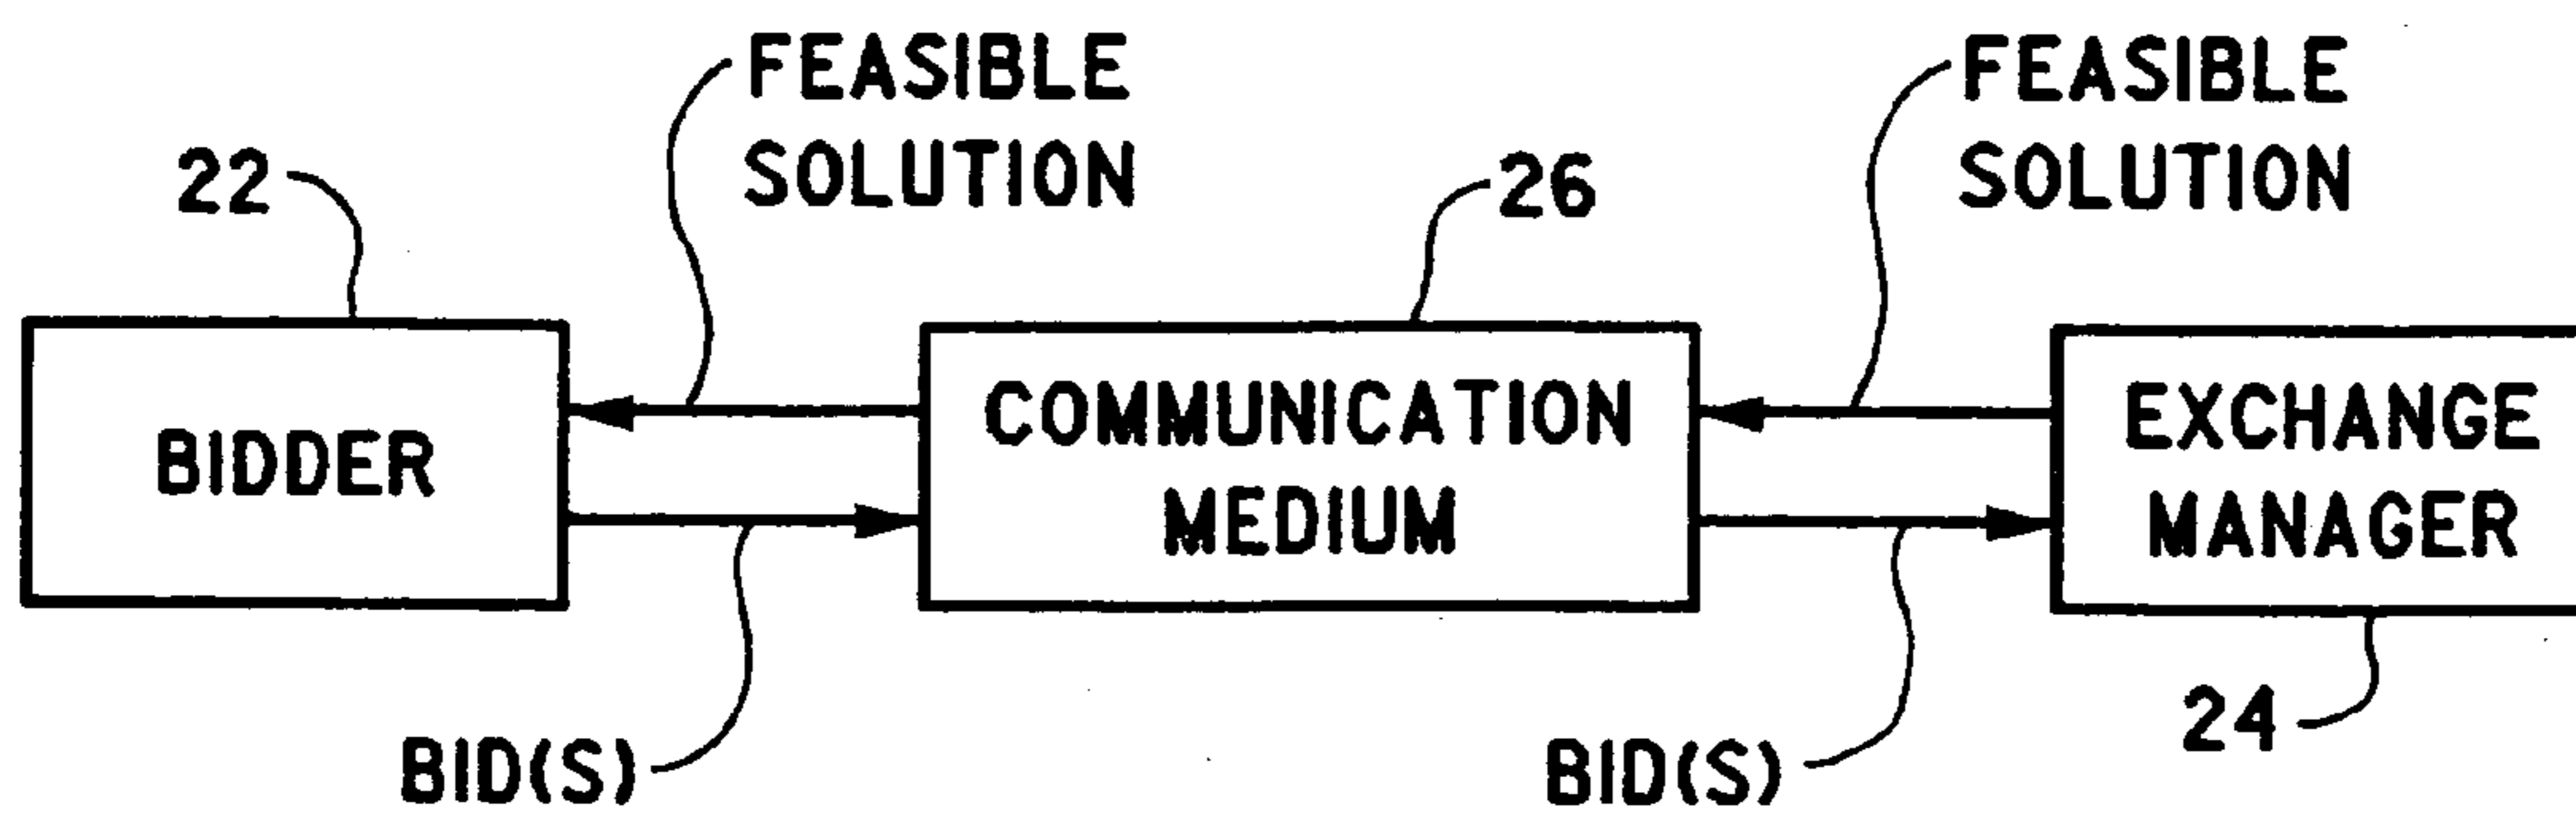 FEASIBLE
SOLUTION
FEASIBLE
SOLUTION
22
26
BIDDER
COMMUNICATION
MEDIUM
EXCHANGE
MANAGER
24
BID(S)
BID(S)